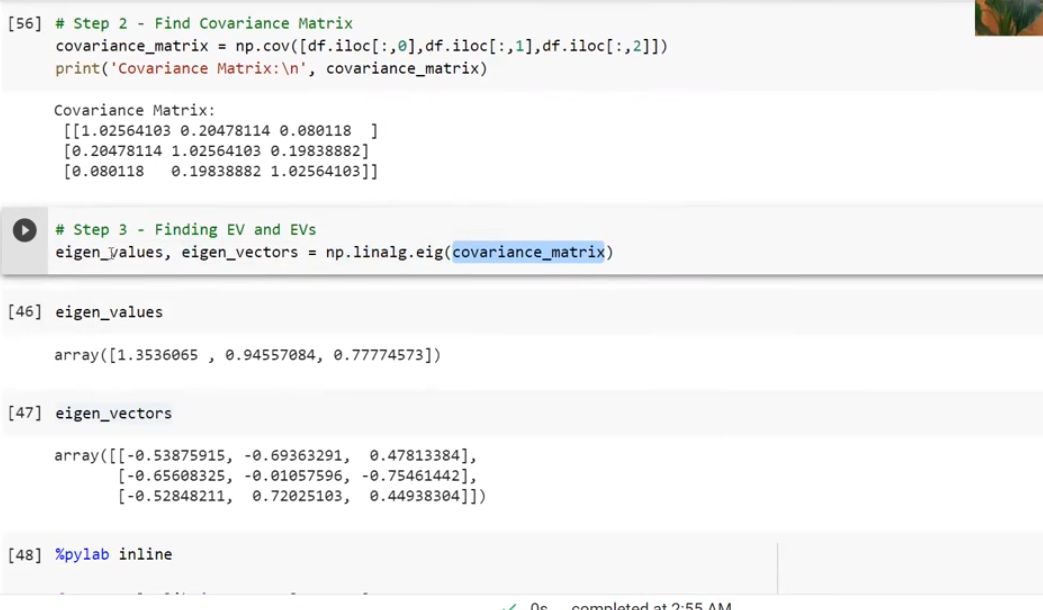 [56] # Step 2 - Find Covariance Matrix
covariance_matrix = np.cov([df.iloc[:,0],df.iloc[:,1],df.iloc[:,2]])
print('Covariance Matrix:\n', covariance_matrix)
Covariance Matrix:
[[1.02564103 0.20478114 0.080118  ]
[0.20478114 1.02564103 0.19838882]
[0.080118   0.19838882 1.02564103]]
# Step 3 - Finding EV and EVs
eigen_values, eigen_vectors = np.linalg.eig(covariance_matrix)
[46] eigen_values
array([1.3536065 , 0.94557084, 0.77774573])
[47] eigen_vectors
array([[-0.53875915, -0.69363291,  0.47813384],
[-0.65608325, -0.01057596, -0.75461442],
[-0.52848211,  0.72025103,  0.44938304]])
[48] %pylab inline
0s completed at 2:55 AM